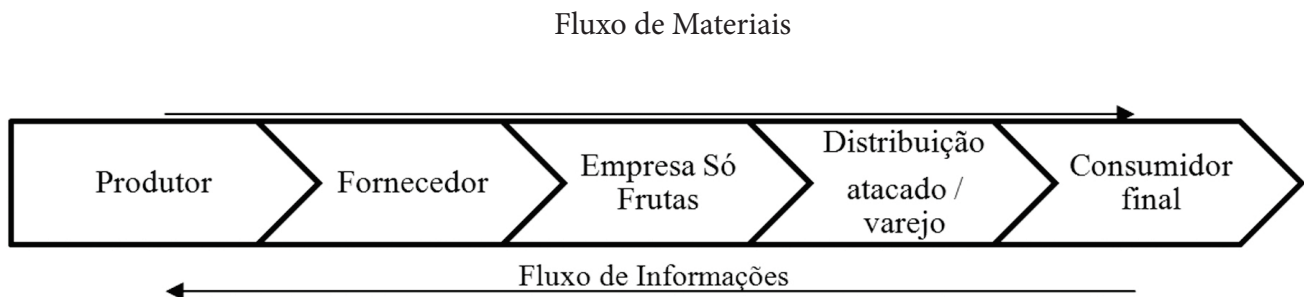 Fluxo de Materiais
Produtor
Fornecedor
Empresa Só
Frutas
Distribuição
atacado /
varejo
Consumidor
final
Fluxo de Informações